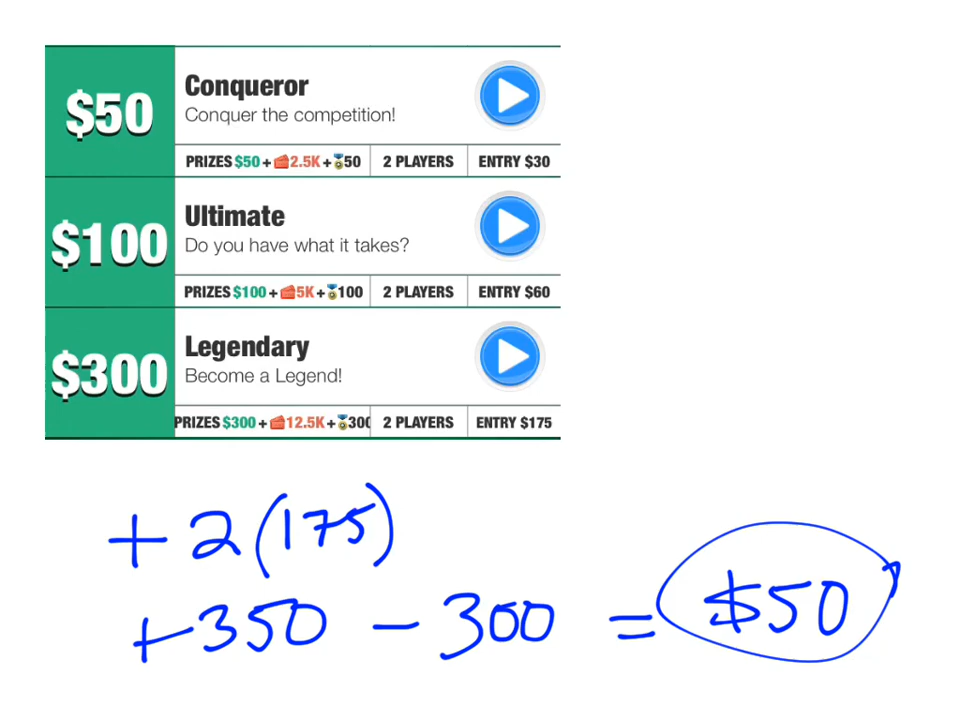 $50
Conqueror
Conquer the competition!
PRIZES $50 + 2.5K + 50 2 PLAYERS ENTRY $30
$100
Ultimate
Do you have what it takes?
PRIZES $100 + 5K + 100 2 PLAYERS ENTRY $60
$300
Legendary
Become a Legend!
PRIZES $300 + 12.5K + 300 2 PLAYERS ENTRY $175
+ 2 (175)
+350 - 300 = $50